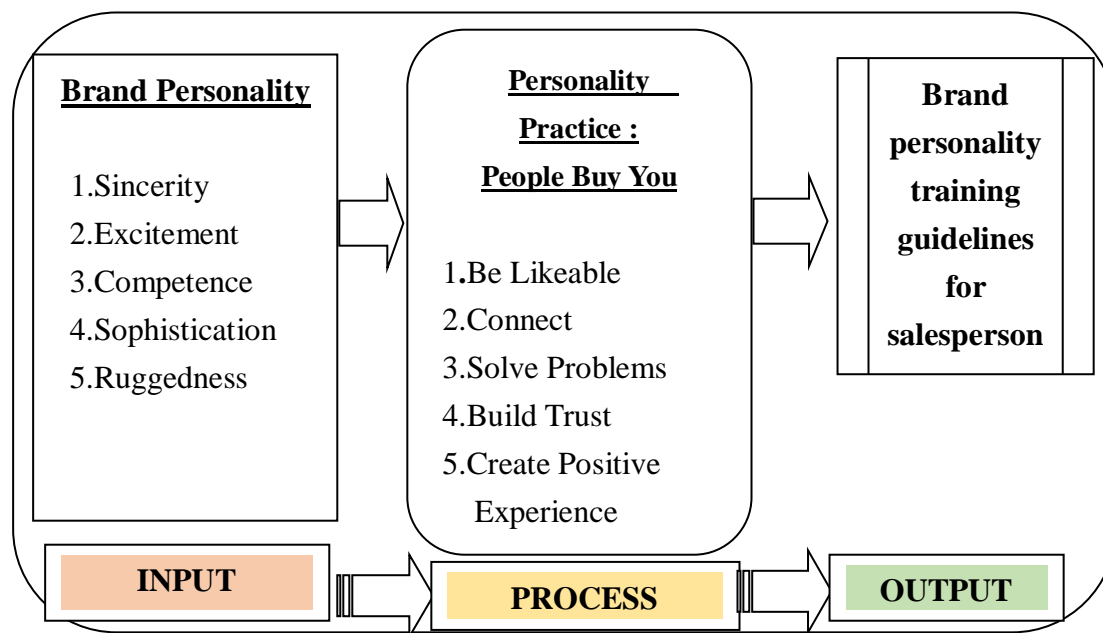 Brand Personality
1.Sincerity
2.Excitement
3.Competence
4.Sophistication
5.Ruggedness
Personality
Practice :
People Buy You
1.Be Likeable
2.Connect
3.Solve Problems
4.Build Trust
5.Create Positive
Experience
Brand
personality
training
guidelines
for
salesperson
INPUT
PROCESS
OUTPUT